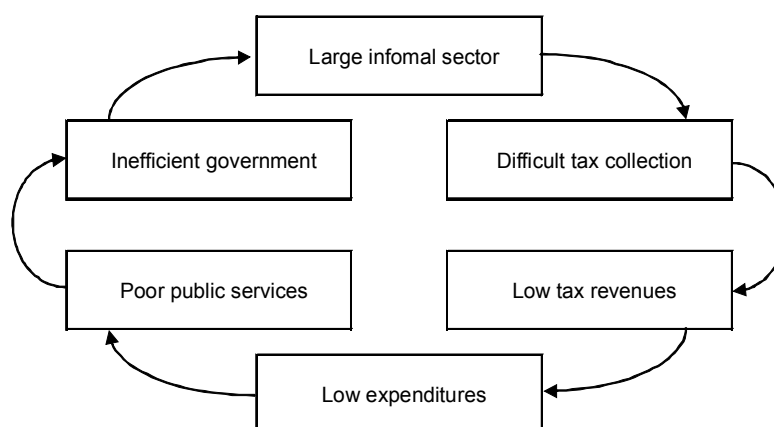 Large infomal sector
Inefficient government
Difficult tax collection
Poor public services
Low tax revenues
Low expenditures